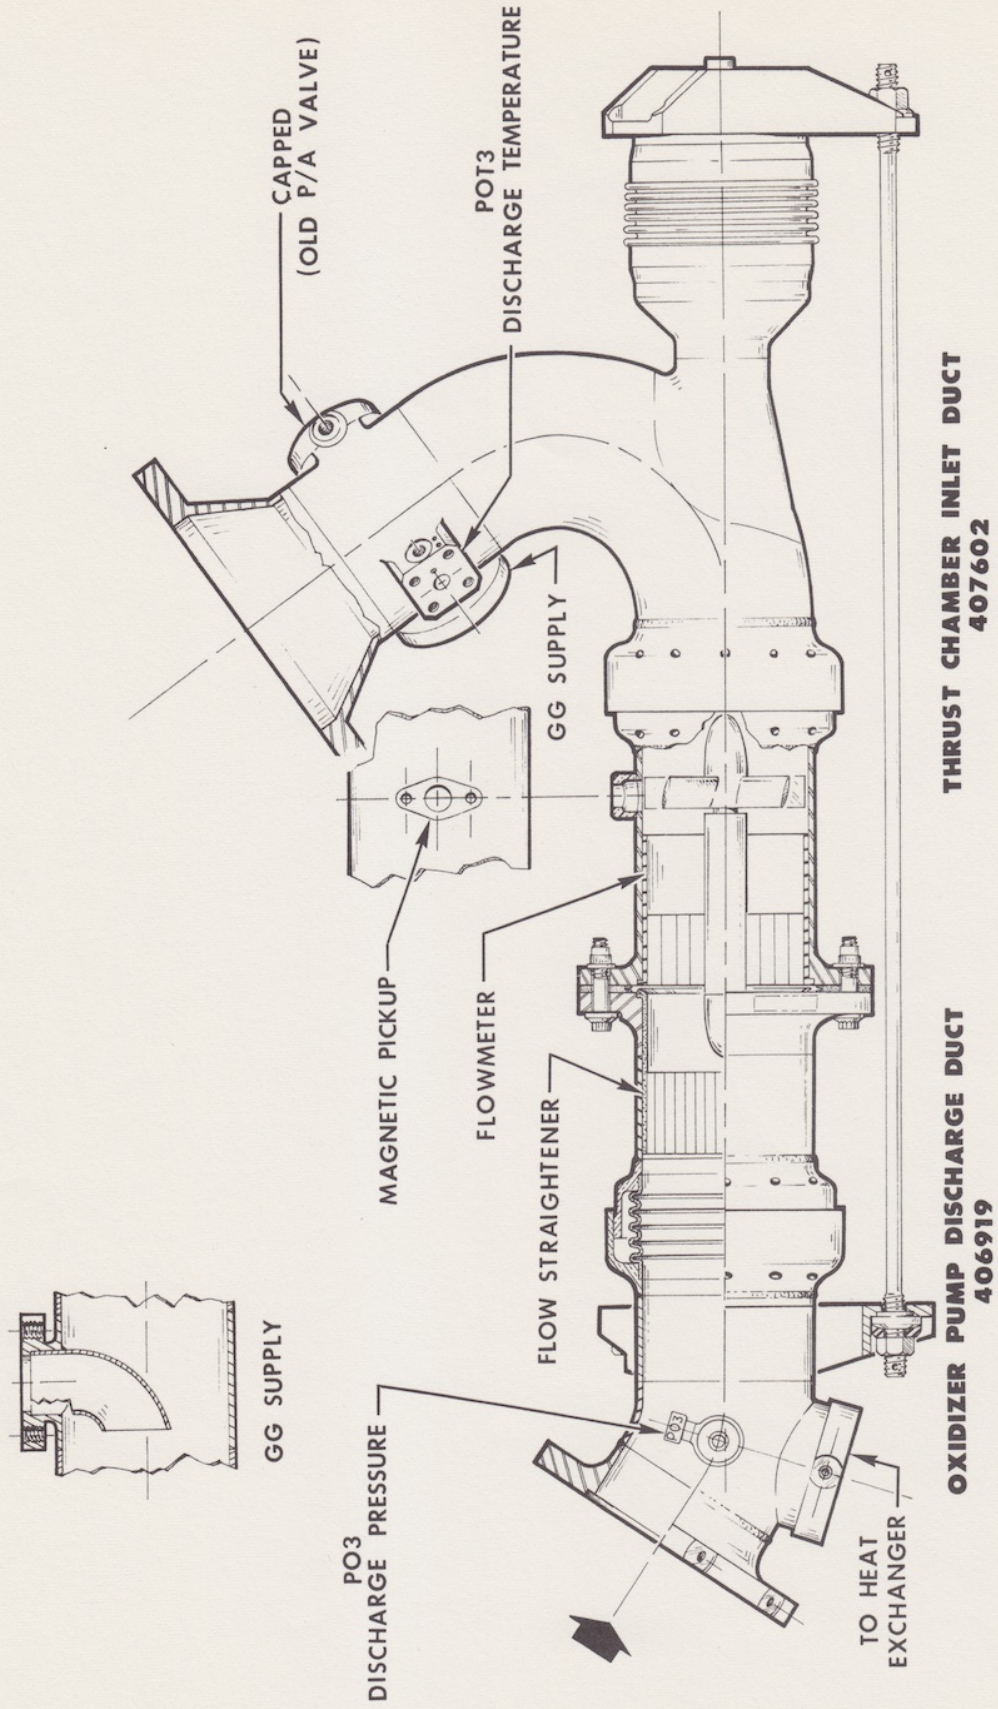 GG SUPPLY
CAPPED
(OLD P/A VALVE)
PO3
DISCHARGE PRESSURE
MAGNETIC PICKUP
FLOWMETER
POT3
DISCHARGE TEMPERATURE
FLOW STRAIGHTENER
GG SUPPLY
PO3
TO HEAT
EXCHANGER
OXIDIZER PUMP DISCHARGE DUCT
406919
THRUST CHAMBER INLET DUCT
407602